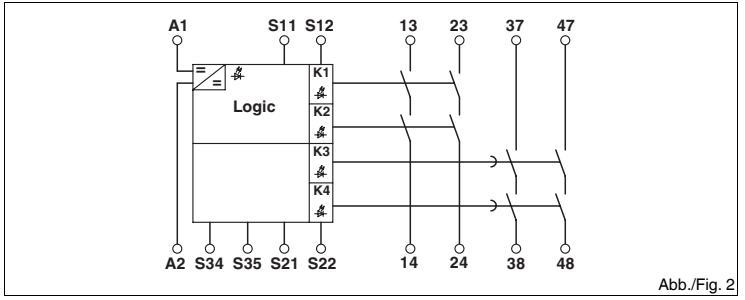 A1 S11 S12 13 23 37 47
=
=
K1
Logic
K2
K3
K4
A2 S34 S35 S21 S22 14 24 38 48
Abb./Fig. 2